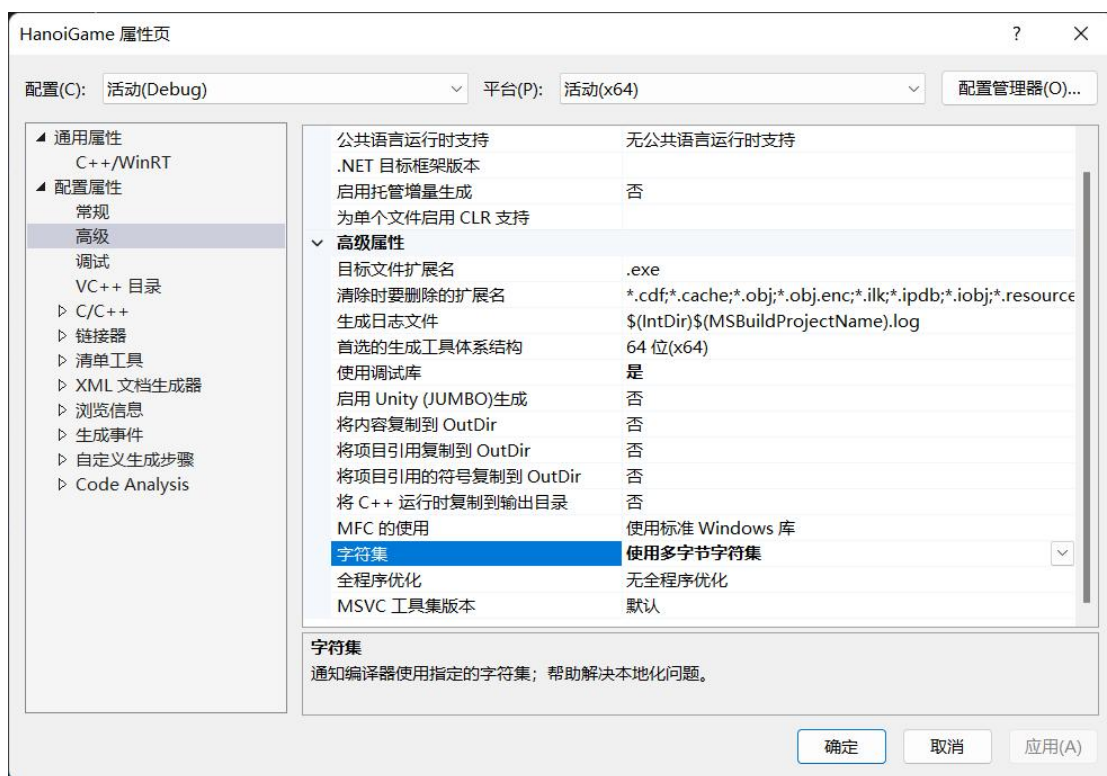 HanoiGame 属性页
? ×
配置(C): 活动(Debug) 平台(P): 活动(x64) 配置管理器(O)...
通用属性
C++/WinRT
配置属性
常规
高级
调试
VC++ 目录
C/C++
链接器
清单工具
XML 文档生成器
浏览信息
生成事件
自定义生成步骤
Code Analysis
公共语言运行时支持 无公共语言运行时支持
.NET 目标框架版本
启用托管增量生成 否
为单个文件启用 CLR 支持
高级属性
目标文件扩展名 .exe
清除时要删除的扩展名 *.cdf;*.cache;*.obj;*.obj.enc;*.ilk;*.ipdb;*.iobj;*.resource
生成日志文件 $(IntDir)$(MSBuildProjectName).log
首选的生成工具体系结构 64 位(x64)
使用调试库 是
启用 Unity (JUMBO)生成 否
将内容复制到 OutDir 否
将项目引用复制到 OutDir 否
将项目引用的符号复制到 OutDir 否
将 C++ 运行时复制到输出目录 否
MFC 的使用 使用标准 Windows 库
字符集 使用多字节字符集
全程序优化 无全程序优化
MSVC 工具集版本 默认
字符集
通知编译器使用指定的字符集；帮助解决本地化问题。
确定 取消 应用(A)